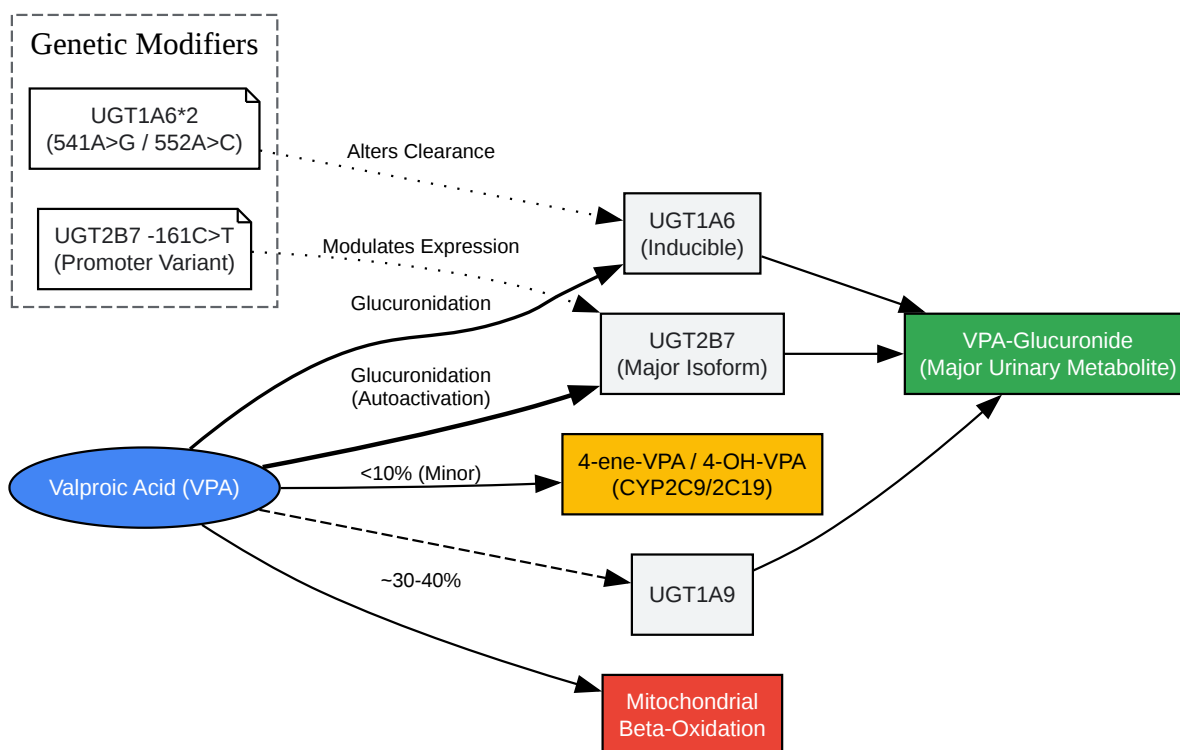 Genetic Modifiers
UGT1A6*2
(541A>G / 552A>C)
UGT2B7 -161C>T
(Promoter Variant)
Alters Clearance
Modulates Expression
Glucuronidation
Glucuronidation
(Autoactivation)
Valproic Acid (VPA)
<10% (Minor)
~30-40%
UGT1A6
(Inducible)
UGT2B7
(Major Isoform)
4-ene-VPA / 4-OH-VPA
(CYP2C9/2C19)
UGT1A9
Mitochondrial
Beta-Oxidation
VPA-Glucuronide
(Major Urinary Metabolite)